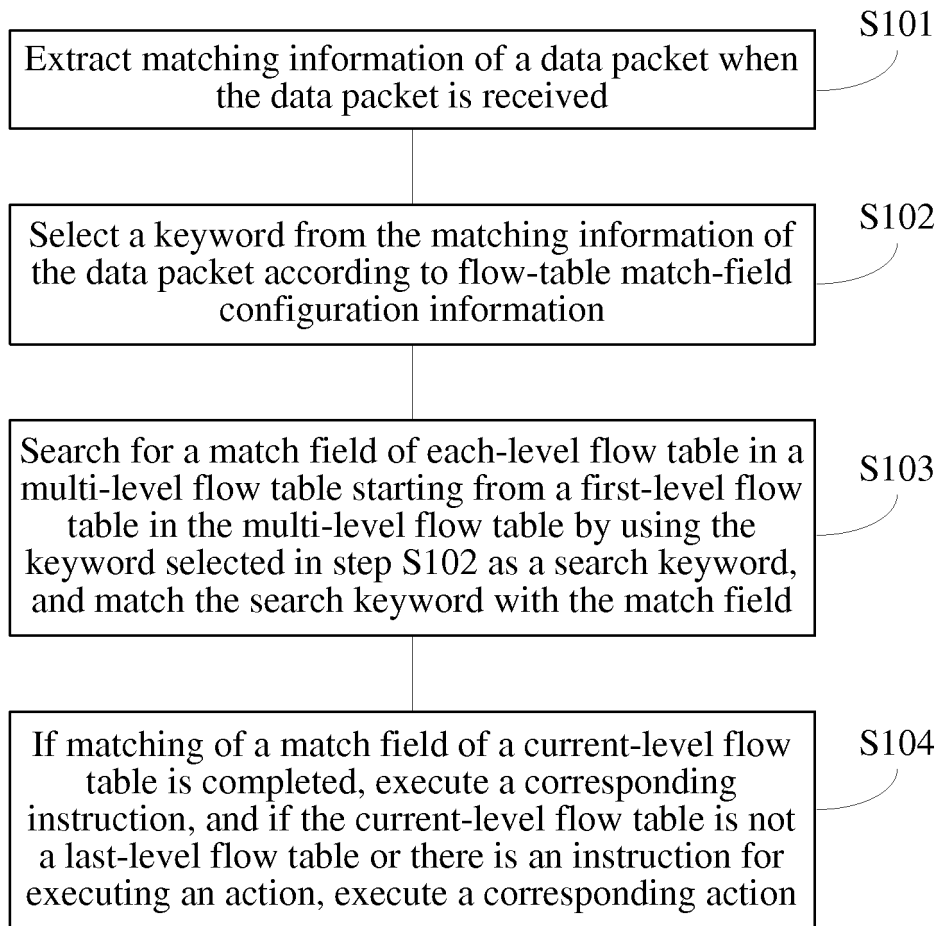 S101
Extract matching information of a data packet when
the data packet is received
S102
Select a keyword from the matching information of
the data packet according to flow-table match-field
configuration information
S103
Search for a match field of each-level flow table in a
multi-level flow table starting from a first-level flow
table in the multi-level flow table by using the
keyword selected in step S102 as a search keyword,
and match the search keyword with the match field
S104
If matching of a match field of a current-level flow
table is completed, execute a corresponding
instruction, and if the current-level flow table is not
a last-level flow table or there is an instruction for
executing an action, execute a corresponding action